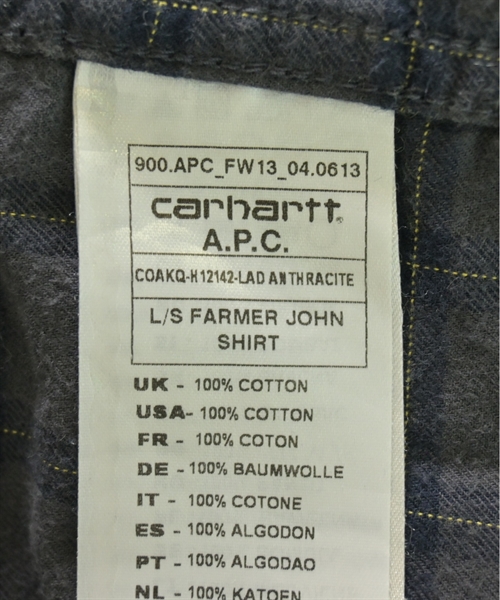 900.APC_FW13_04.0613
carhartt
A.P.C.
COAKQ-H12142-LAD ANTHRACITE
L/S FARMER JOHN
SHIRT
UK - 100% COTTON
USA- 100% COTTON
FR - 100% COTON
DE - 100% BAUMWOLLE
IT - 100% COTONE
ES - 100% ALGODON
PT - 100% ALGODAO
NL - 100% KATOEN